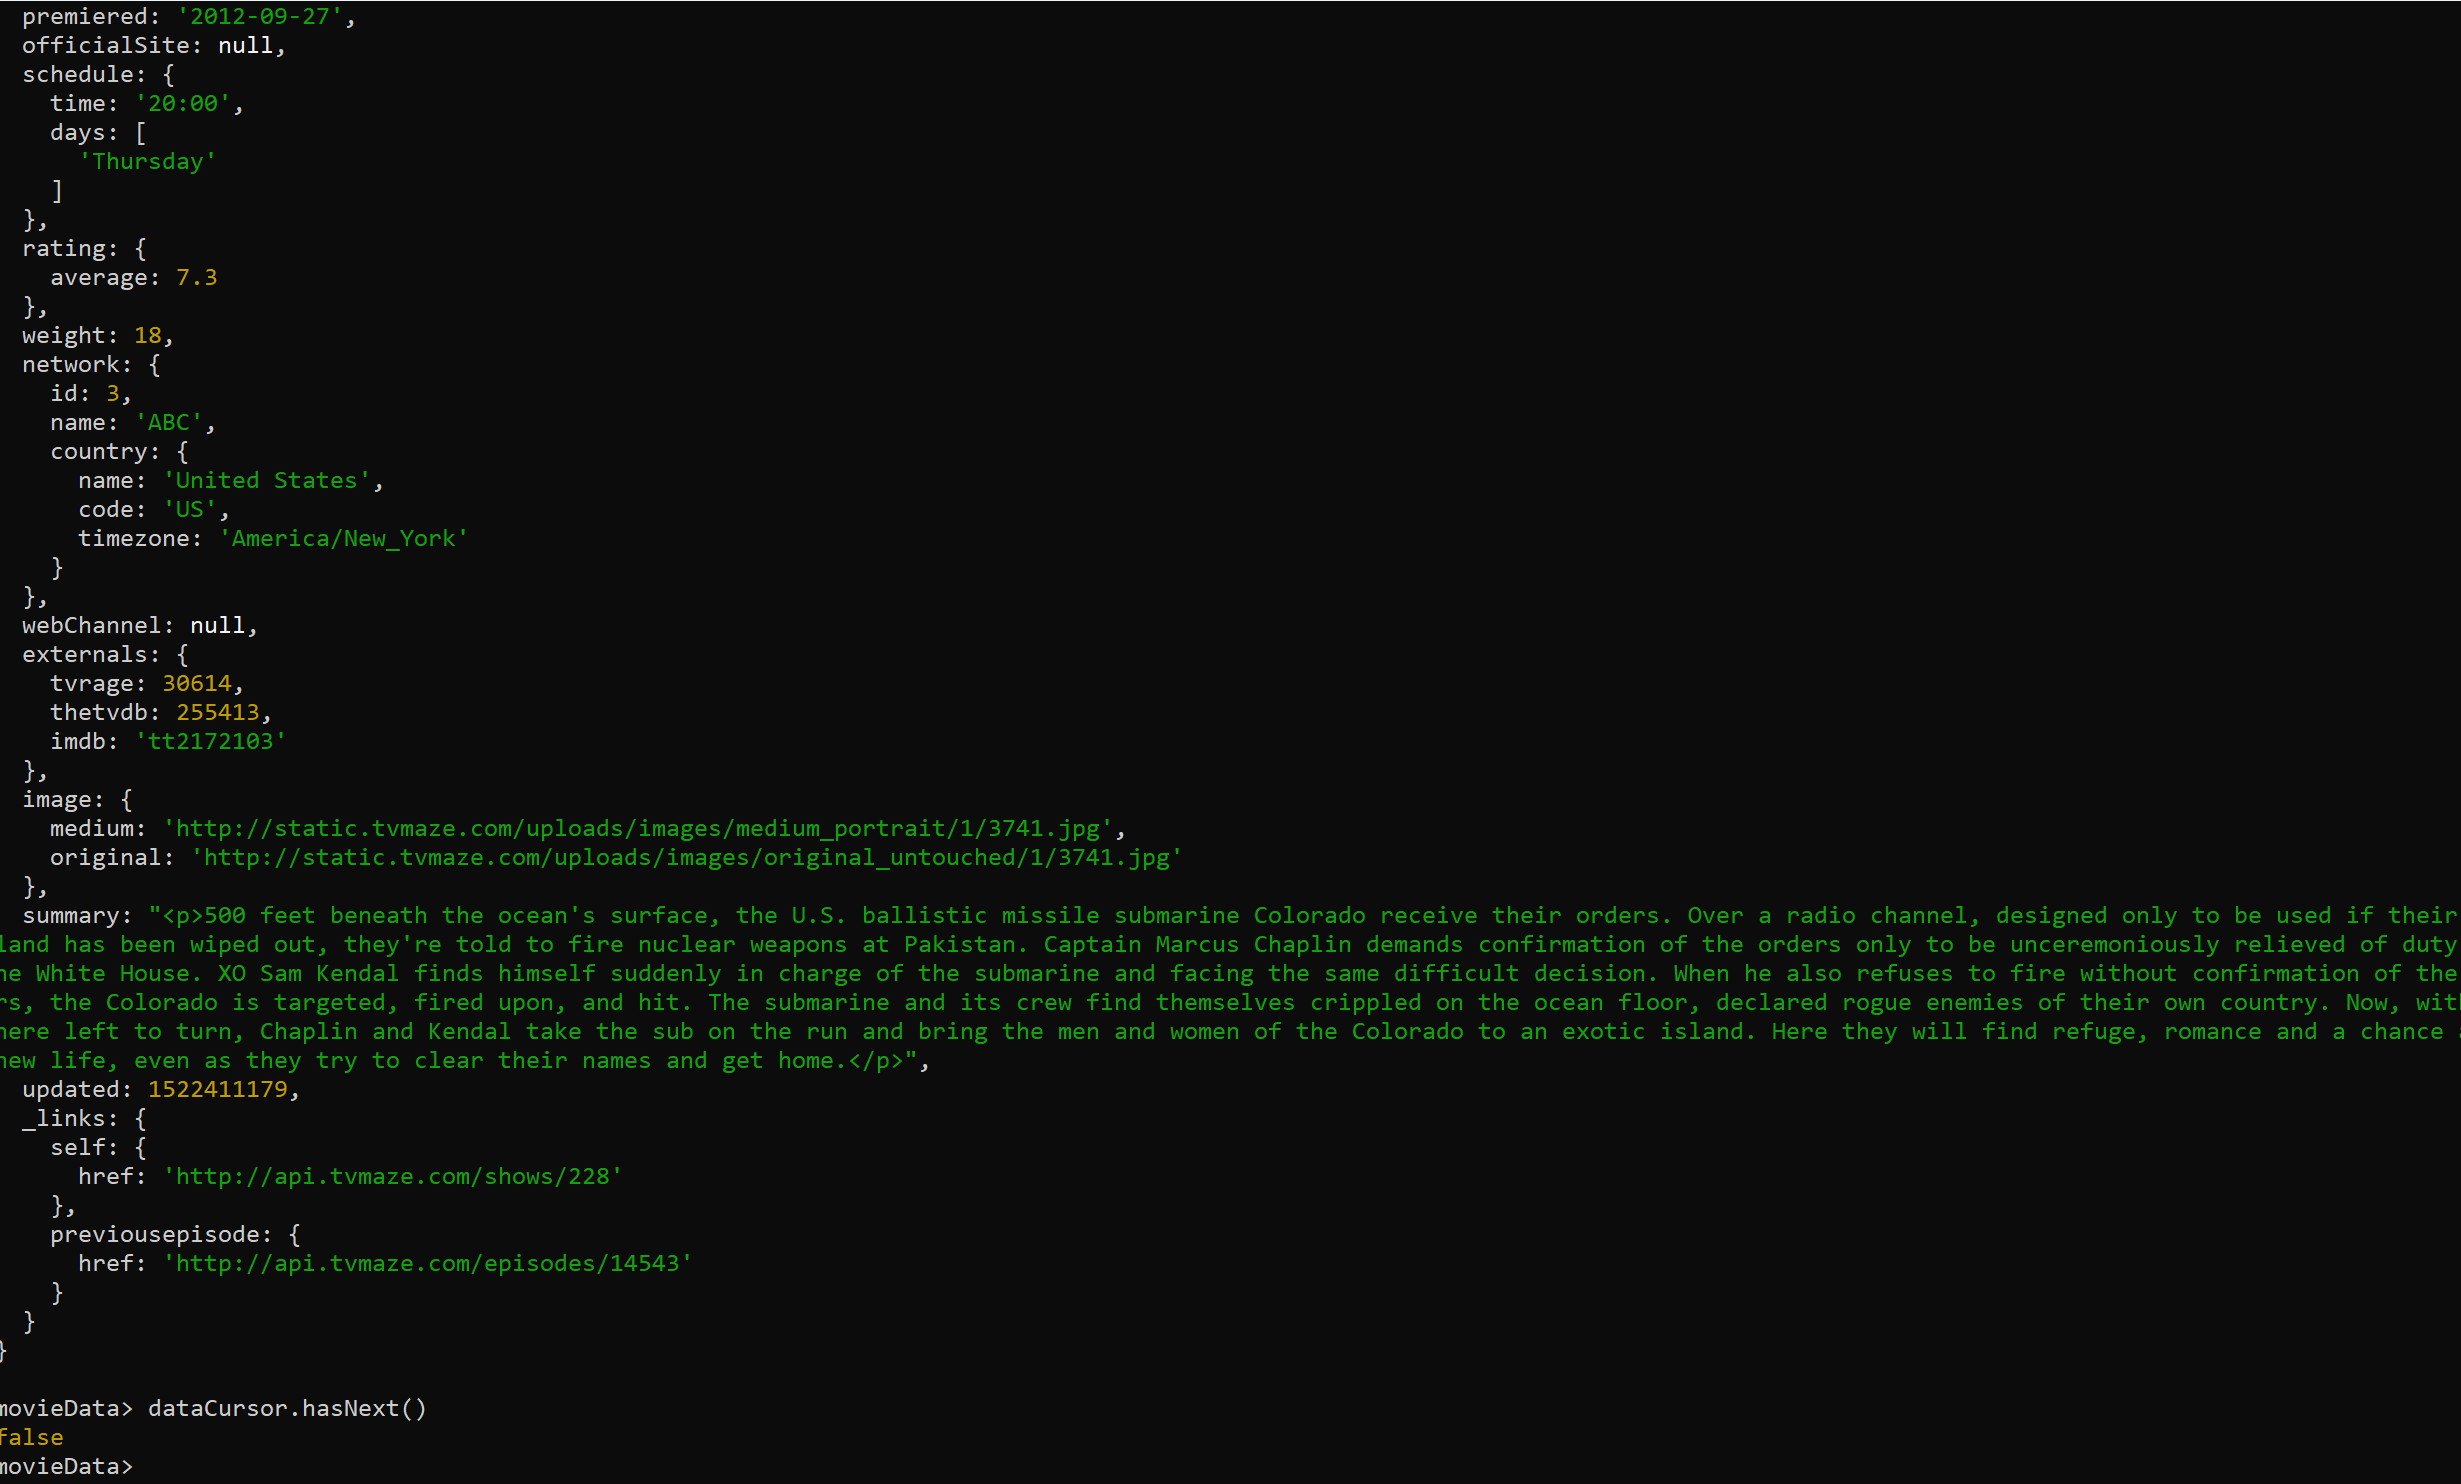 premiered: '2012-09-27',
officialSite: null,
schedule: {
time: '20:00',
days: [
'Thursday'
]
},
rating: {
average: 7.3
},
weight: 18,
network: {
id: 3,
name: 'ABC',
country: {
name: 'United States',
code: 'US',
timezone: 'America/New_York'
}
},
webChannel: null,
externals: {
tvrage: 30614,
thetvdb: 255413,
imdb: 'tt2172103'
},
image: {
medium: 'http://static.tvmaze.com/uploads/images/medium_portrait/1/3741.jpg',
original: 'http://static.tvmaze.com/uploads/images/original_untouched/1/3741.jpg'
},
summary: "<p>500 feet beneath the ocean's surface, the U.S. ballistic missile submarine Colorado receive their orders. Over a radio channel, designed only to be used if their
land has been wiped out, they're told to fire nuclear weapons at Pakistan. Captain Marcus Chaplin demands confirmation of the orders only to be unceremoniously relieved of duty
he White House. XO Sam Kendal finds himself suddenly in charge of the submarine and facing the same difficult decision. When he also refuses to fire without confirmation of the
rs, the Colorado is targeted, fired upon, and hit. The submarine and its crew find themselves crippled on the ocean floor, declared rogue enemies of their own country. Now, wit
here left to turn, Chaplin and Kendal take the sub on the run and bring the men and women of the Colorado to an exotic island. Here they will find refuge, romance and a chance
new life, even as they try to clear their names and get home.</p>",
updated: 1522411179,
_links: {
self: {
href: 'http://api.tvmaze.com/shows/228'
},
previousepisode: {
href: 'http://api.tvmaze.com/episodes/14543'
}
}
}
movieData> dataCursor.hasNext()
false
movieData>